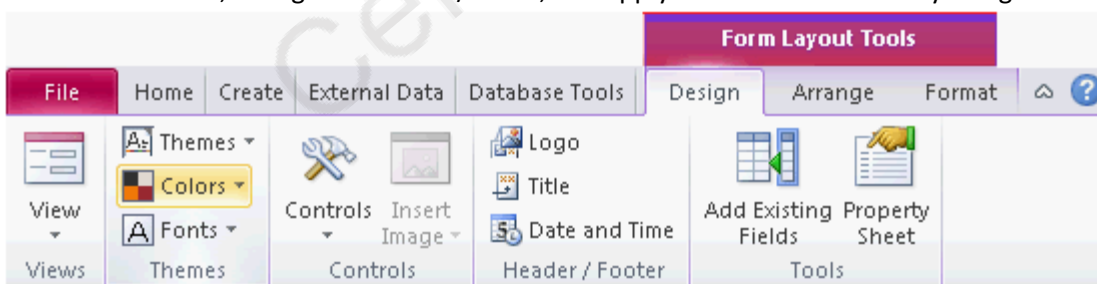 Form Layout Tools
File Home Create External Data Database Tools Design Arrange Format
Themes
Colors
Fonts
View
Views Themes
Controls Insert Image
Controls
Logo
Title
Date and Time
Header / Footer
Add Existing Fields Property Sheet
Tools